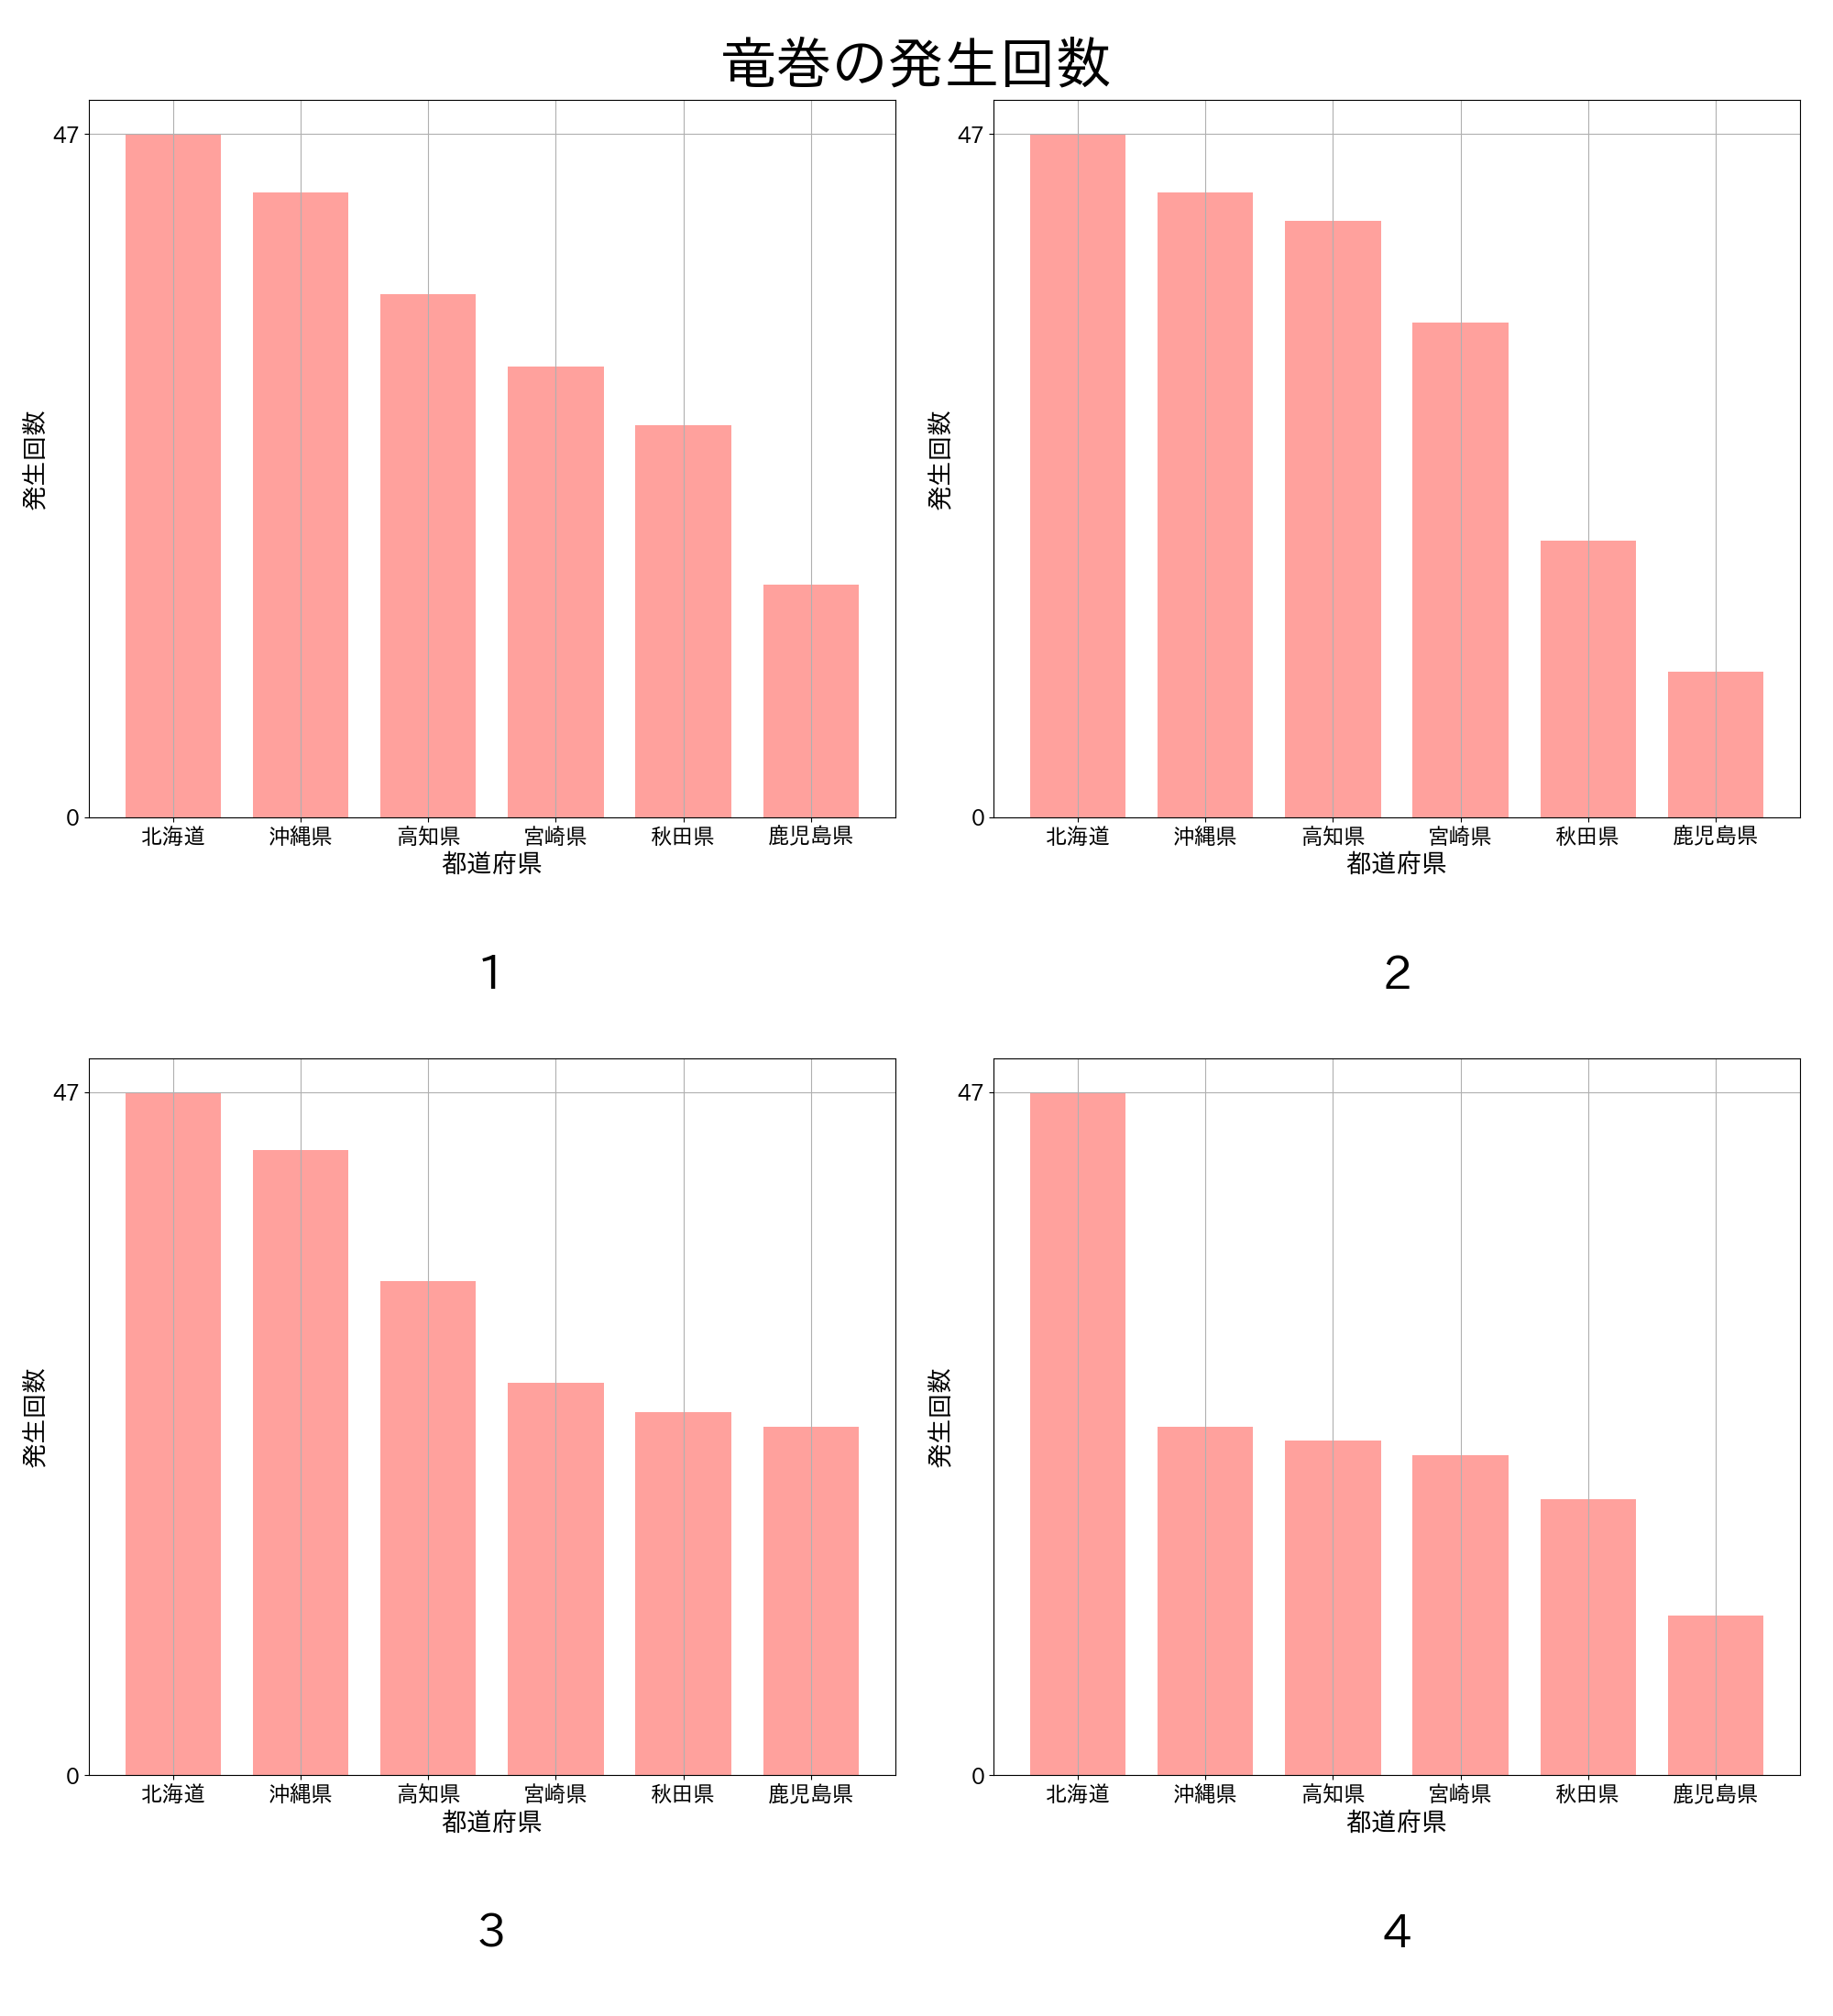 竜巻の発生回数
47
発生回数
0
北海道 沖縄県 高知県 宮崎県 秋田県 鹿児島県
都道府県
1
47
発生回数
0
北海道 沖縄県 高知県 宮崎県 秋田県 鹿児島県
都道府県
2
47
発生回数
0
北海道 沖縄県 高知県 宮崎県 秋田県 鹿児島県
都道府県
3
47
発生回数
0
北海道 沖縄県 高知県 宮崎県 秋田県 鹿児島県
都道府県
4